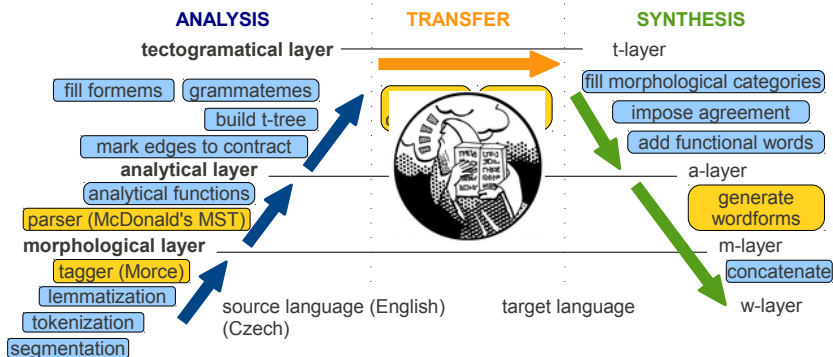 ANALYSIS
TRANSFER
SYNTHESIS
tectogramatical layer
t-layer
fill formems
grammatemes
fill morphological categories
build t-tree
impose agreement
mark edges to contract
add functional words
analytical layer
a-layer
analytical functions
generate
wordforms
parser (McDonald's MST)
morphological layer
m-layer
tagger (Morce)
concatenate
lemmatization
source language (English)
target language
w-layer
tokenization
(Czech)
segmentation